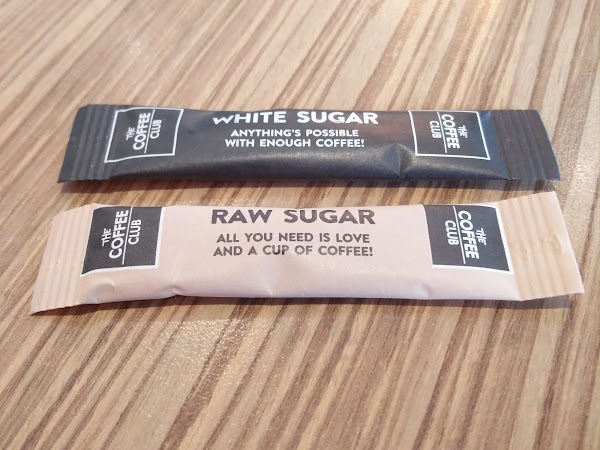 THE
COFFEE
CLUB
WHITE SUGAR
ANYTHING'S POSSIBLE
WITH ENOUGH COFFEE!
THE
COFFEE
CLUB
THE
COFFEE
CLUB
RAW SUGAR
ALL YOU NEED IS LOVE
AND A CUP OF COFFEE!
THE
COFFEE
CLUB